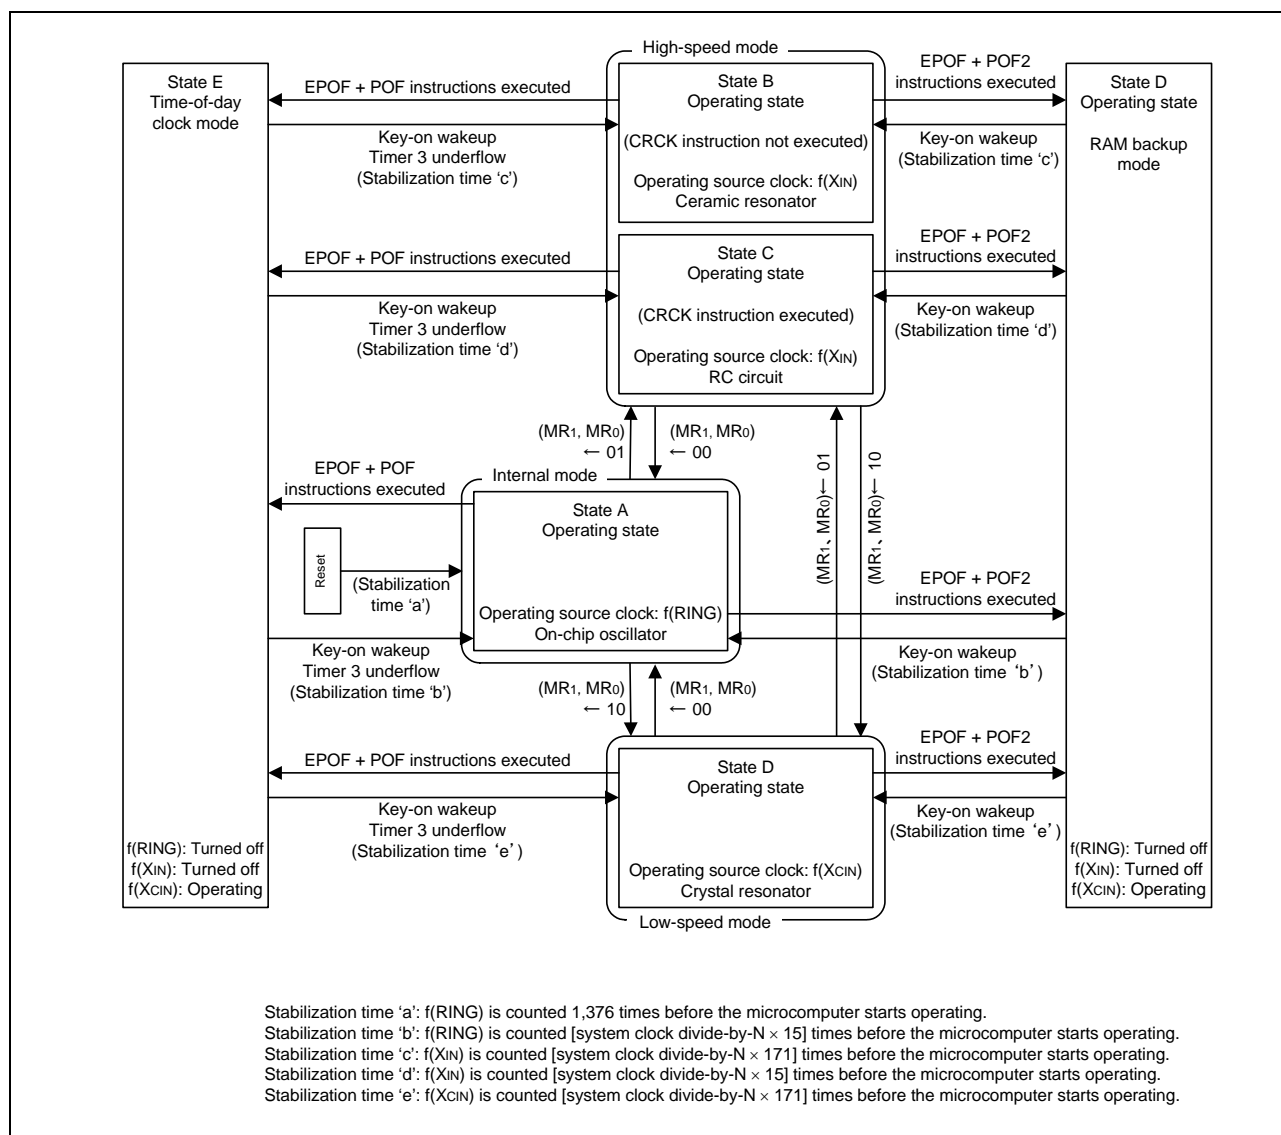 High-speed mode
State E
Time-of-day
clock mode
EPOF + POF instructions executed
Key-on wakeup
Timer 3 underflow
(Stabilization time ‘c’)
State B
Operating state
(CRCK instruction not executed)
Operating source clock: f(XIN)
Ceramic resonator
EPOF + POF2
instructions executed
Key-on wakeup
(Stabilization time ‘c’)
State D
Operating state
RAM backup
mode
EPOF + POF instructions executed
Key-on wakeup
Timer 3 underflow
(Stabilization time ‘d’)
State C
Operating state
(CRCK instruction executed)
Operating source clock: f(XIN)
RC circuit
EPOF + POF2
instructions executed
Key-on wakeup
(Stabilization time ‘d’)
(MR1, MR0)
← 01
(MR1, MR0)
← 00
(MR1、MR0)← 01
(MR1、MR0)← 10
EPOF + POF
instructions executed
Internal mode
State A
Operating state
Reset
(Stabilization
time ‘a’)
Operating source clock: f(RING)
On-chip oscillator
EPOF + POF2
instructions executed
Key-on wakeup
Timer 3 underflow
(Stabilization time ‘b’)
Key-on wakeup
(Stabilization time ‘b’)
(MR1, MR0)
← 10
(MR1, MR0)
← 00
EPOF + POF instructions executed
Key-on wakeup
Timer 3 underflow
(Stabilization time ‘e’)
State D
Operating state
Operating source clock: f(XCIN)
Crystal resonator
Low-speed mode
EPOF + POF2
instructions executed
Key-on wakeup
(Stabilization time ‘e’)
f(RING): Turned off
f(XIN): Turned off
f(XCIN): Operating
f(RING): Turned off
f(XIN): Turned off
f(XCIN): Operating
Stabilization time ‘a’: f(RING) is counted 1,376 times before the microcomputer starts operating.
Stabilization time ‘b’: f(RING) is counted [system clock divide-by-N × 15] times before the microcomputer starts operating.
Stabilization time ‘c’: f(XIN) is counted [system clock divide-by-N × 171] times before the microcomputer starts operating.
Stabilization time ‘d’: f(XIN) is counted [system clock divide-by-N × 15] times before the microcomputer starts operating.
Stabilization time ‘e’: f(XCIN) is counted [system clock divide-by-N × 171] times before the microcomputer starts operating.